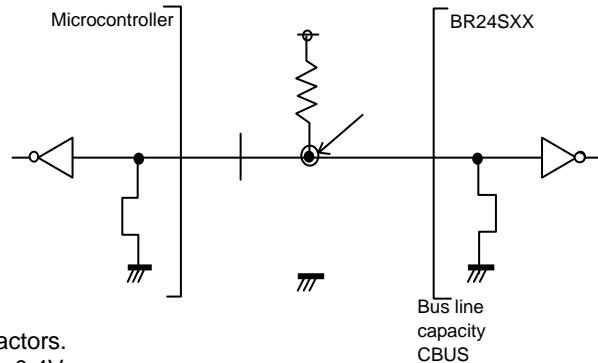 Microcontroller
BR24SXX
Bus line
capacity
CBUS
actors.